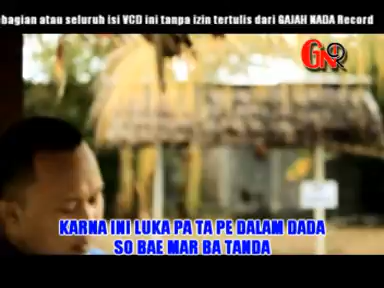 bagian atau seluruh isi VCD ini tanpa izin tertulis dari GAJAH NADA Record
GNR
KARNA INI LUKA PA TA PE DALAM DADA
SO BAE MAR BA TANDA